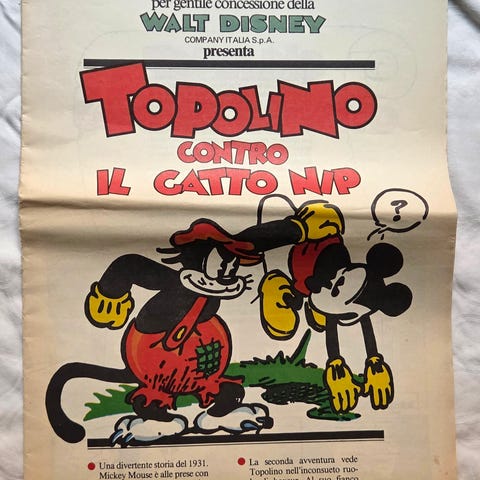 per gentile concessione della
WALT DISNEY
COMPANY ITALIA S.p.A.
presenta
TOPOLINO
CONTRO
IL GATTO NIP
?
Una divertente storia del 1931.
Mickey Mouse è alle prese con
La seconda avventura vede
Topolino nell'inconsueto ruo-